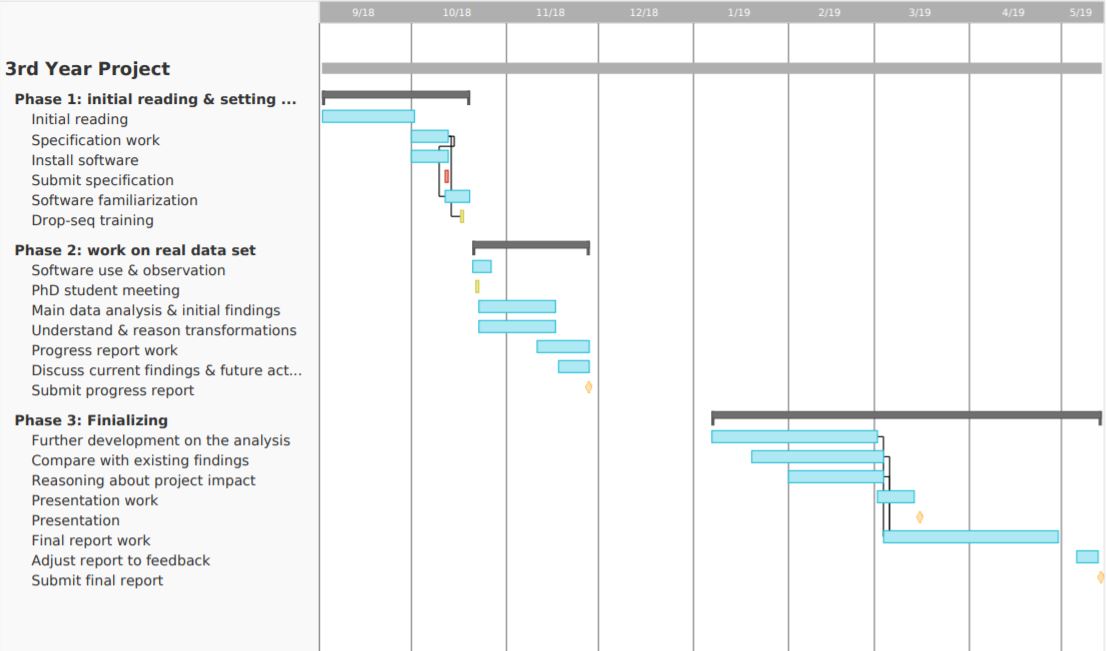 9/18 10/18 11/18 12/18 1/19 2/19 3/19 4/19 5/19
3rd Year Project
Phase 1: initial reading & setting ...
Initial reading
Specification work
Install software
Submit specification
Software familiarization
Drop-seq training
Phase 2: work on real data set
Software use & observation
PhD student meeting
Main data analysis & initial findings
Understand & reason transformations
Progress report work
Discuss current findings & future act...
Submit progress report
Phase 3: Finializing
Further development on the analysis
Compare with existing findings
Reasoning about project impact
Presentation work
Presentation
Final report work
Adjust report to feedback
Submit final report